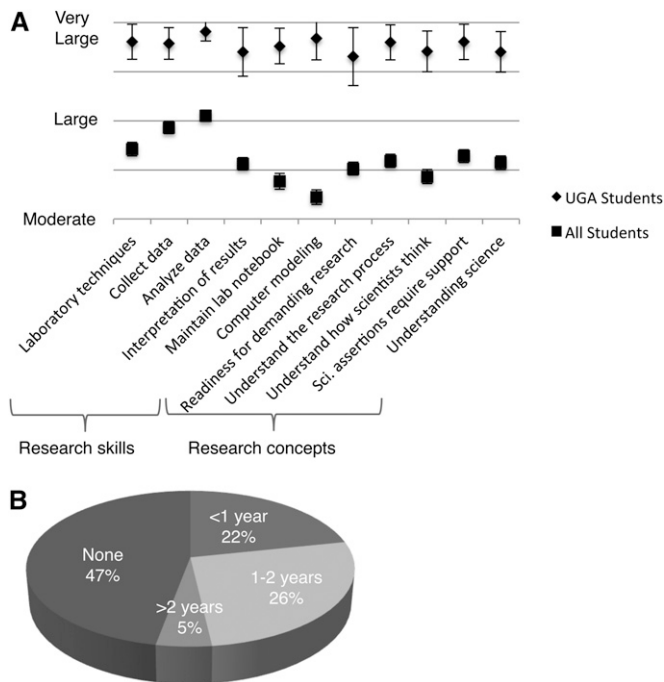 A
Very
Large
Large
Moderate
UGA Students
All Students
Laboratory techniques
Collect data
Analyze data
Interpretation of results
Maintain lab notebook
Computer modeling
Readiness for demanding research
Understand the research process
Understand how scientists think
Sci. assertions require support
Understanding science
Research skills
Research concepts
B
<1 year
22%
None
47%
1-2 years
26%
>2 years
5%